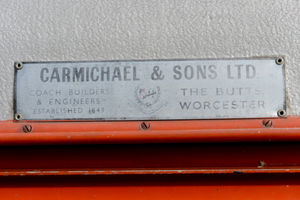 CARMICHAEL & SONS LTD.
COACH BUILDERS
& ENGINEERS
ESTABLISHED 1849
THE BUTTS,
WORCESTER